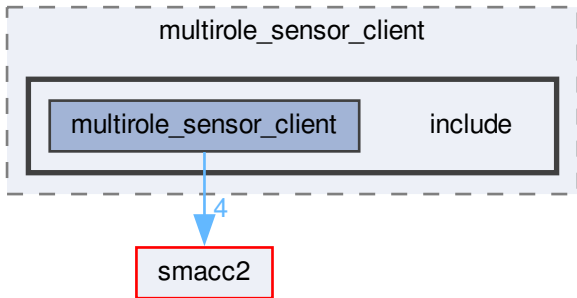 multirole_sensor_client
multirole_sensor_client include
4
smacc2